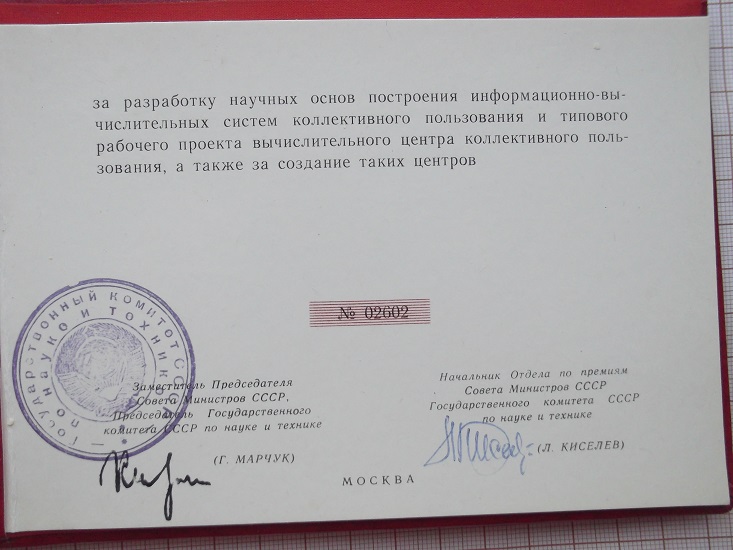 за разработку научных основ построения информационно-вы-
числительных систем коллективного пользования и типового
рабочего проекта вычислительного центра коллективного поль-
зования, а также за создание таких центров
№ 02602
Государственный комитет СССР
по науке и технике
Заместитель Председателя
Совета Министров СССР,
Председатель Государственного
комитета СССР по науке и технике
(Г. МАРЧУК)
Начальник Отдела по премиям
Совета Министров СССР
Государственного комитета СССР
по науке и технике
(Л. КИСЕЛЕВ)
МОСКВА